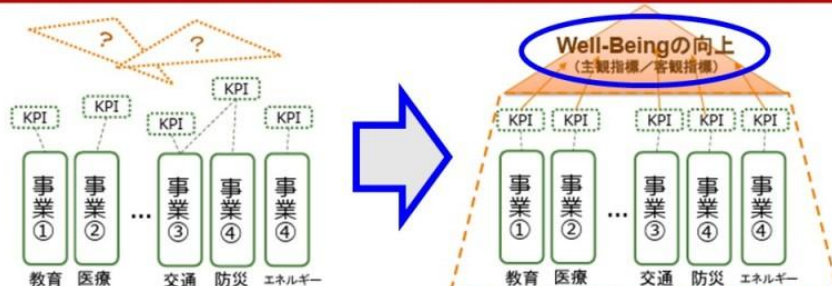 ? ?
KPI KPI KPI KPI KPI
事業① 事業② … 事業③ 事業④ 事業④
教育 医療 交通 防災 エネルギー
Well-Beingの向上
(主観指標／客観指標)
KPI KPI KPI KPI KPI
事業① 事業② … 事業③ 事業④ 事業④
教育 医療 交通 防災 エネルギー